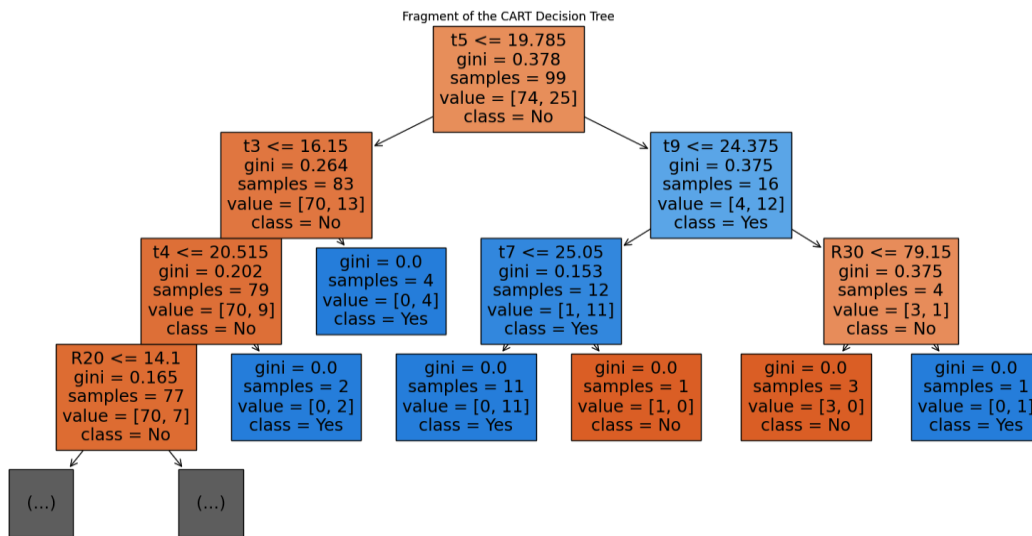 Fragment of the CART Decision Tree
t5 <= 19.785
gini = 0.378
samples = 99
value = [74, 25]
class = No
t3 <= 16.15
gini = 0.264
samples = 83
value = [70, 13]
class = No
t9 <= 24.375
gini = 0.375
samples = 16
value = [4, 12]
class = Yes
t4 <= 20.515
gini = 0.202
samples = 79
value = [70, 9]
class = No
gini = 0.0
samples = 4
value = [0, 4]
class = Yes
t7 <= 25.05
gini = 0.153
samples = 12
value = [1, 11]
class = Yes
R30 <= 79.15
gini = 0.375
samples = 4
value = [3, 1]
class = No
R20 <= 14.1
gini = 0.165
samples = 77
value = [70, 7]
class = No
gini = 0.0
samples = 2
value = [0, 2]
class = Yes
gini = 0.0
samples = 11
value = [0, 11]
class = Yes
gini = 0.0
samples = 1
value = [1, 0]
class = No
gini = 0.0
samples = 3
value = [3, 0]
class = No
gini = 0.0
samples = 1
value = [0, 1]
class = Yes
(...)
(...)